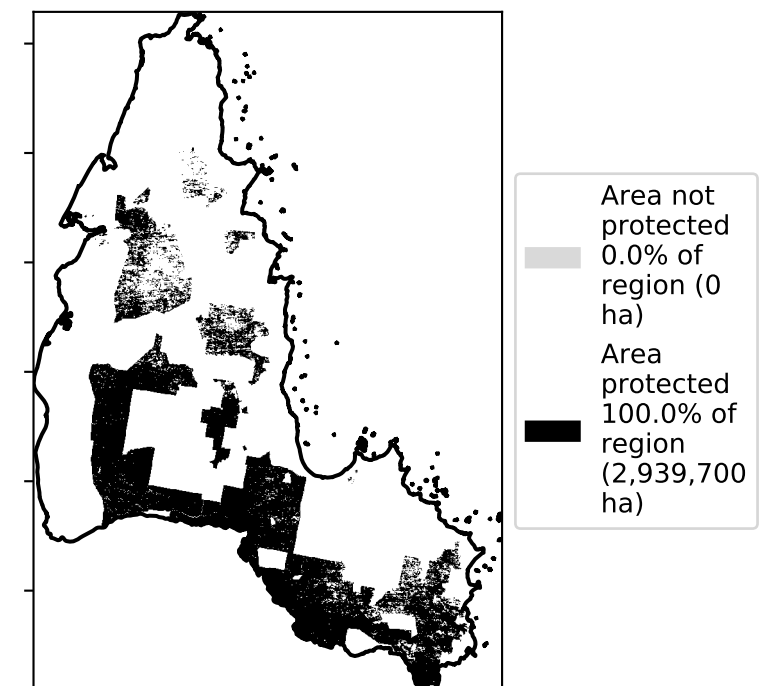 Area not
protected
0.0% of
region (0
ha)
Area
protected
100.0% of
region
(2,939,700
ha)